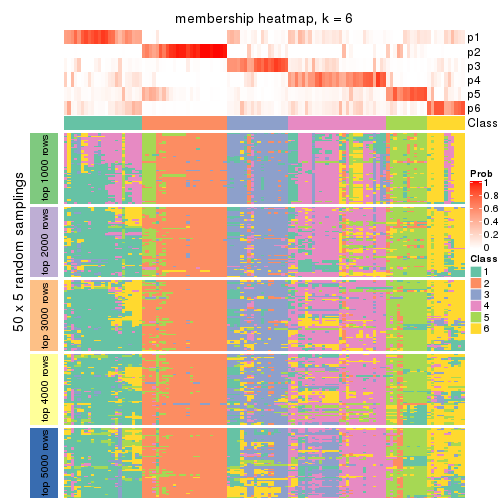 membership heatmap, k = 6
p1
p2
p3
p4
p5
p6
Class
50 x 5 random samplings
top 1000 rows
top 2000 rows
top 3000 rows
top 4000 rows
top 5000 rows
Prob
1
0.8
0.6
0.4
0.2
0
Class
1
2
3
4
5
6